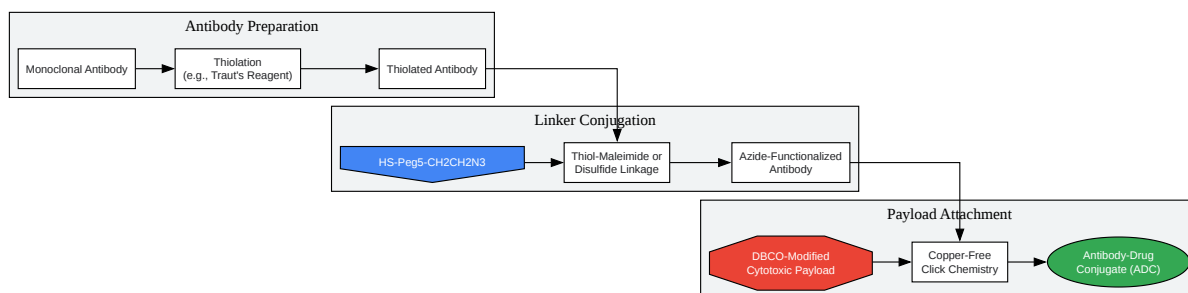 Antibody Preparation
Monoclonal Antibody
Thiolation
(e.g., Traut's Reagent)
Thiolated Antibody
Linker Conjugation
HS-Peg5-CH2CH2N3
Thiol-Maleimide or
Disulfide Linkage
Azide-Functionalized
Antibody
Payload Attachment
DBCO-Modified
Cytotoxic Payload
Copper-Free
Click Chemistry
Antibody-Drug
Conjugate (ADC)